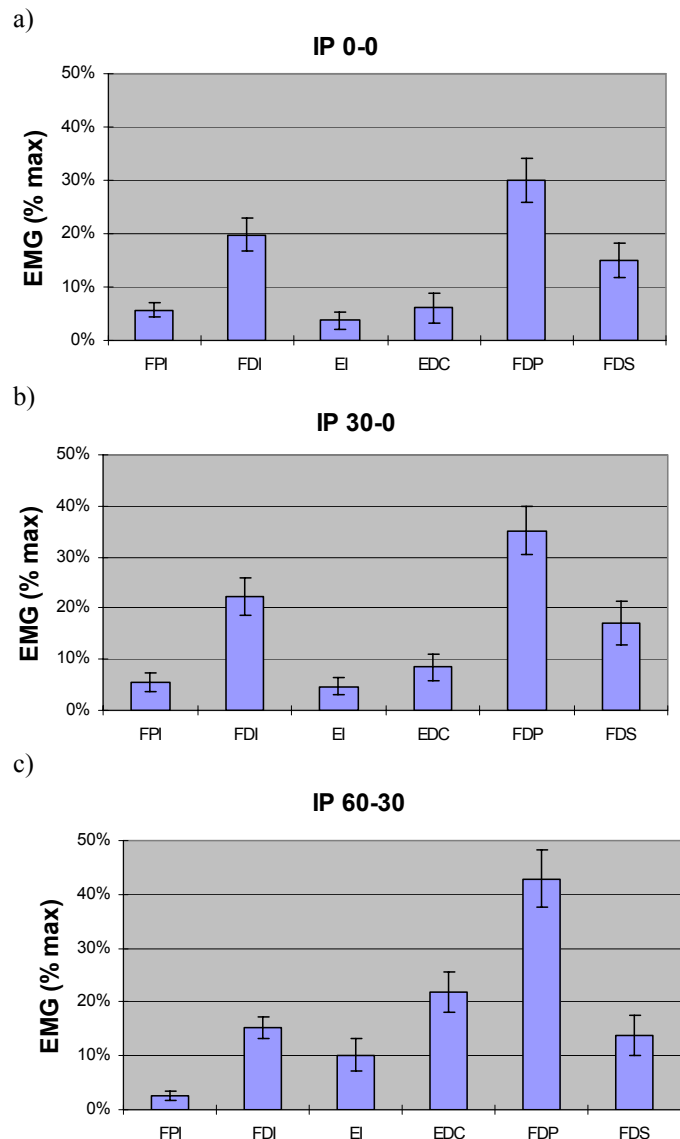 a)
IP 0-0
50%
40%
30%
20%
10%
0%
EMG (% max)
FPI FDI EI EDC FDP FDS
b)
IP 30-0
50%
40%
30%
20%
10%
0%
EMG (% max)
FPI FDI EI EDC FDP FDS
c)
IP 60-30
50%
40%
30%
20%
10%
0%
EMG (% max)
FPI FDI EI EDC FDP FDS